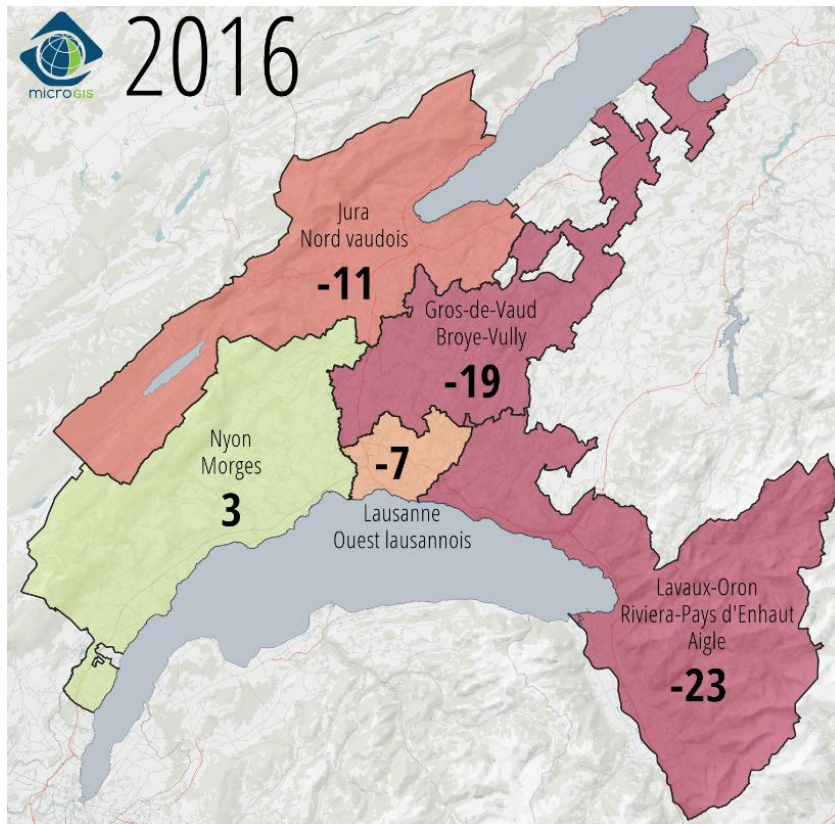 microGIS
2016
Jura
Nord vaudois
-11
Gros-de-Vaud
Broye-Vully
-19
Nyon
Morges
3
-7
Lausanne
Ouest lausannois
Lavaux-Oron
Riviera-Pays d'Enhaut
Aigle
-23